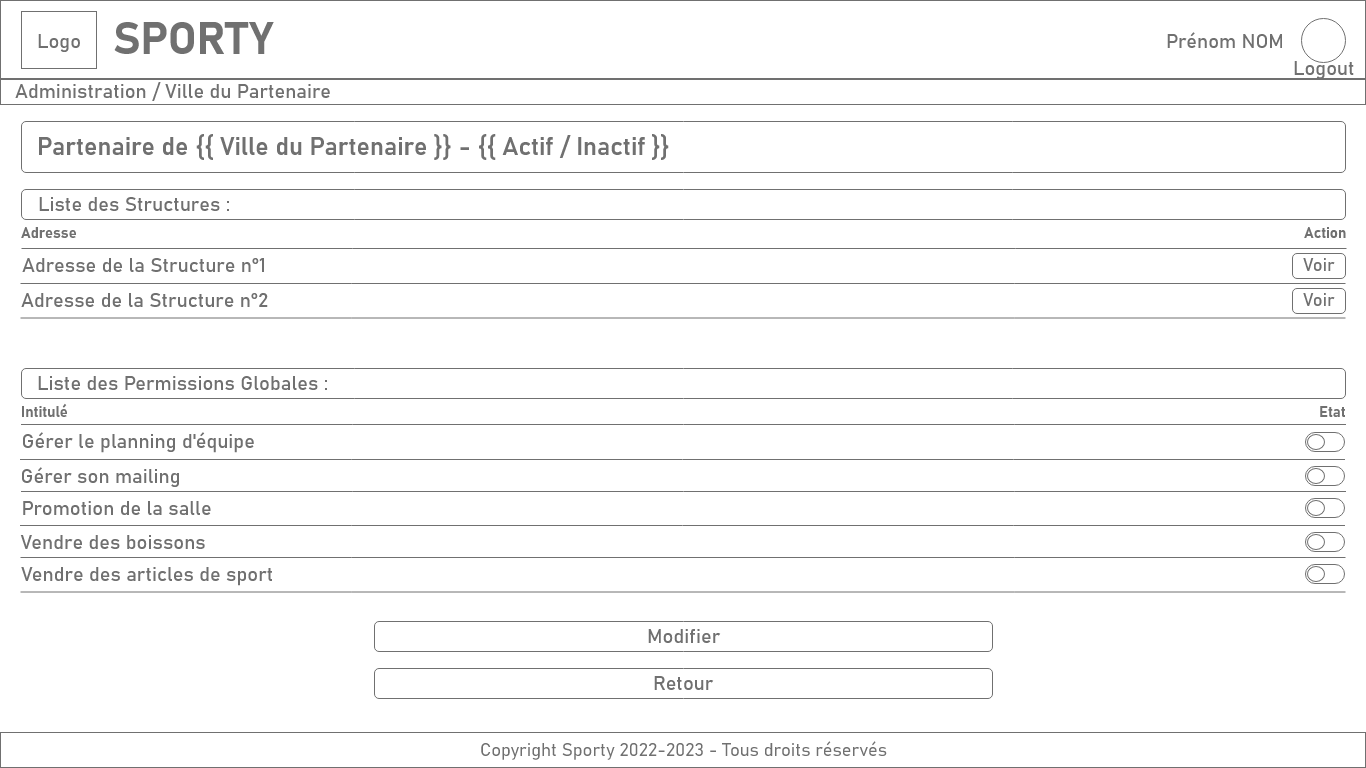 Logo
SPORTY
Prénom NOM
Logout
Administration / Ville du Partenaire
Partenaire de {{ Ville du Partenaire }} - {{ Actif / Inactif }}
Liste des Structures :
Adresse Action
Adresse de la Structure n°1 Voir
Adresse de la Structure n°2 Voir
Liste des Permissions Globales :
Intitulé Etat
Gérer le planning d'équipe
Gérer son mailing
Promotion de la salle
Vendre des boissons
Vendre des articles de sport
Modifier
Retour
Copyright Sporty 2022-2023 - Tous droits réservés